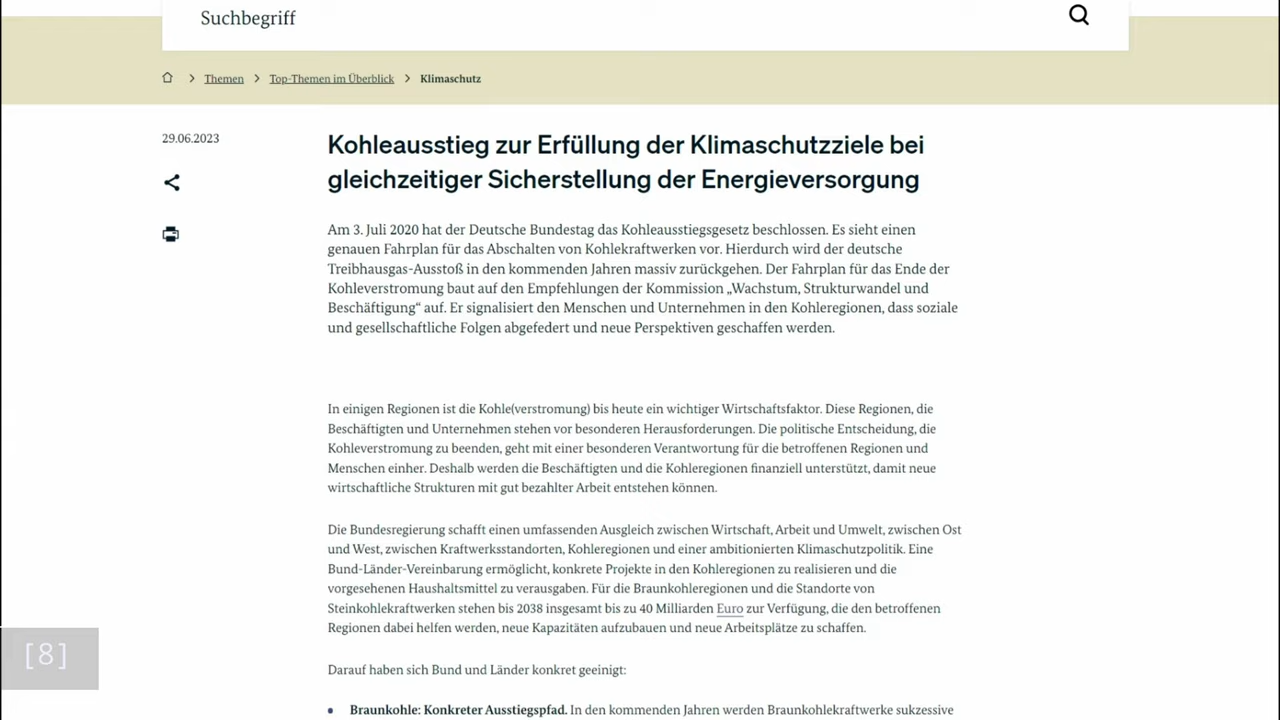 Suchbegriff
Themen > Top-Themen im Überblick > Klimaschutz
29.06.2023
Kohleausstieg zur Erfüllung der Klimaschutzziele bei
gleichzeitiger Sicherstellung der Energieversorgung
Am 3. Juli 2020 hat der Deutsche Bundestag das Kohleausstiegsgesetz beschlossen. Es sieht einen
genauen Fahrplan für das Abschalten von Kohlekraftwerken vor. Hierdurch wird der deutsche
Treibhausgas-Ausstoß in den kommenden Jahren massiv zurückgehen. Der Fahrplan für das Ende der
Kohleverstromung baut auf den Empfehlungen der Kommission „Wachstum, Strukturwandel und
Beschäftigung“ auf. Er signalisiert den Menschen und Unternehmen in den Kohleregionen, dass soziale
und gesellschaftliche Folgen abgefedert und neue Perspektiven geschaffen werden.
In einigen Regionen ist die Kohle(verstromung) bis heute ein wichtiger Wirtschaftsfaktor. Diese Regionen, die
Beschäftigten und Unternehmen stehen vor besonderen Herausforderungen. Die politische Entscheidung, die
Kohleverstromung zu beenden, geht mit einer besonderen Verantwortung für die betroffenen Regionen und
Menschen einher. Deshalb werden die Beschäftigten und die Kohleregionen finanziell unterstützt, damit neue
wirtschaftliche Strukturen mit gut bezahlter Arbeit entstehen können.
Die Bundesregierung schafft einen umfassenden Ausgleich zwischen Wirtschaft, Arbeit und Umwelt, zwischen Ost
und West, zwischen Kraftwerksstandorten, Kohleregionen und einer ambitionierten Klimaschutzpolitik. Eine
Bund-Länder-Vereinbarung ermöglicht, konkrete Projekte in den Kohleregionen zu realisieren und die
vorgesehenen Haushaltsmittel zu verausgaben. Für die Braunkohleregionen und die Standorte von
Steinkohlekraftwerken stehen bis 2038 insgesamt bis zu 40 Milliarden Euro zur Verfügung, die den betroffenen
Regionen dabei helfen werden, neue Kapazitäten aufzubauen und neue Arbeitsplätze zu schaffen.
[8]
Darauf haben sich Bund und Länder konkret geeinigt:
• Braunkohle: Konkreter Ausstiegspfad. In den kommenden Jahren werden Braunkohlekraftwerke sukzessive